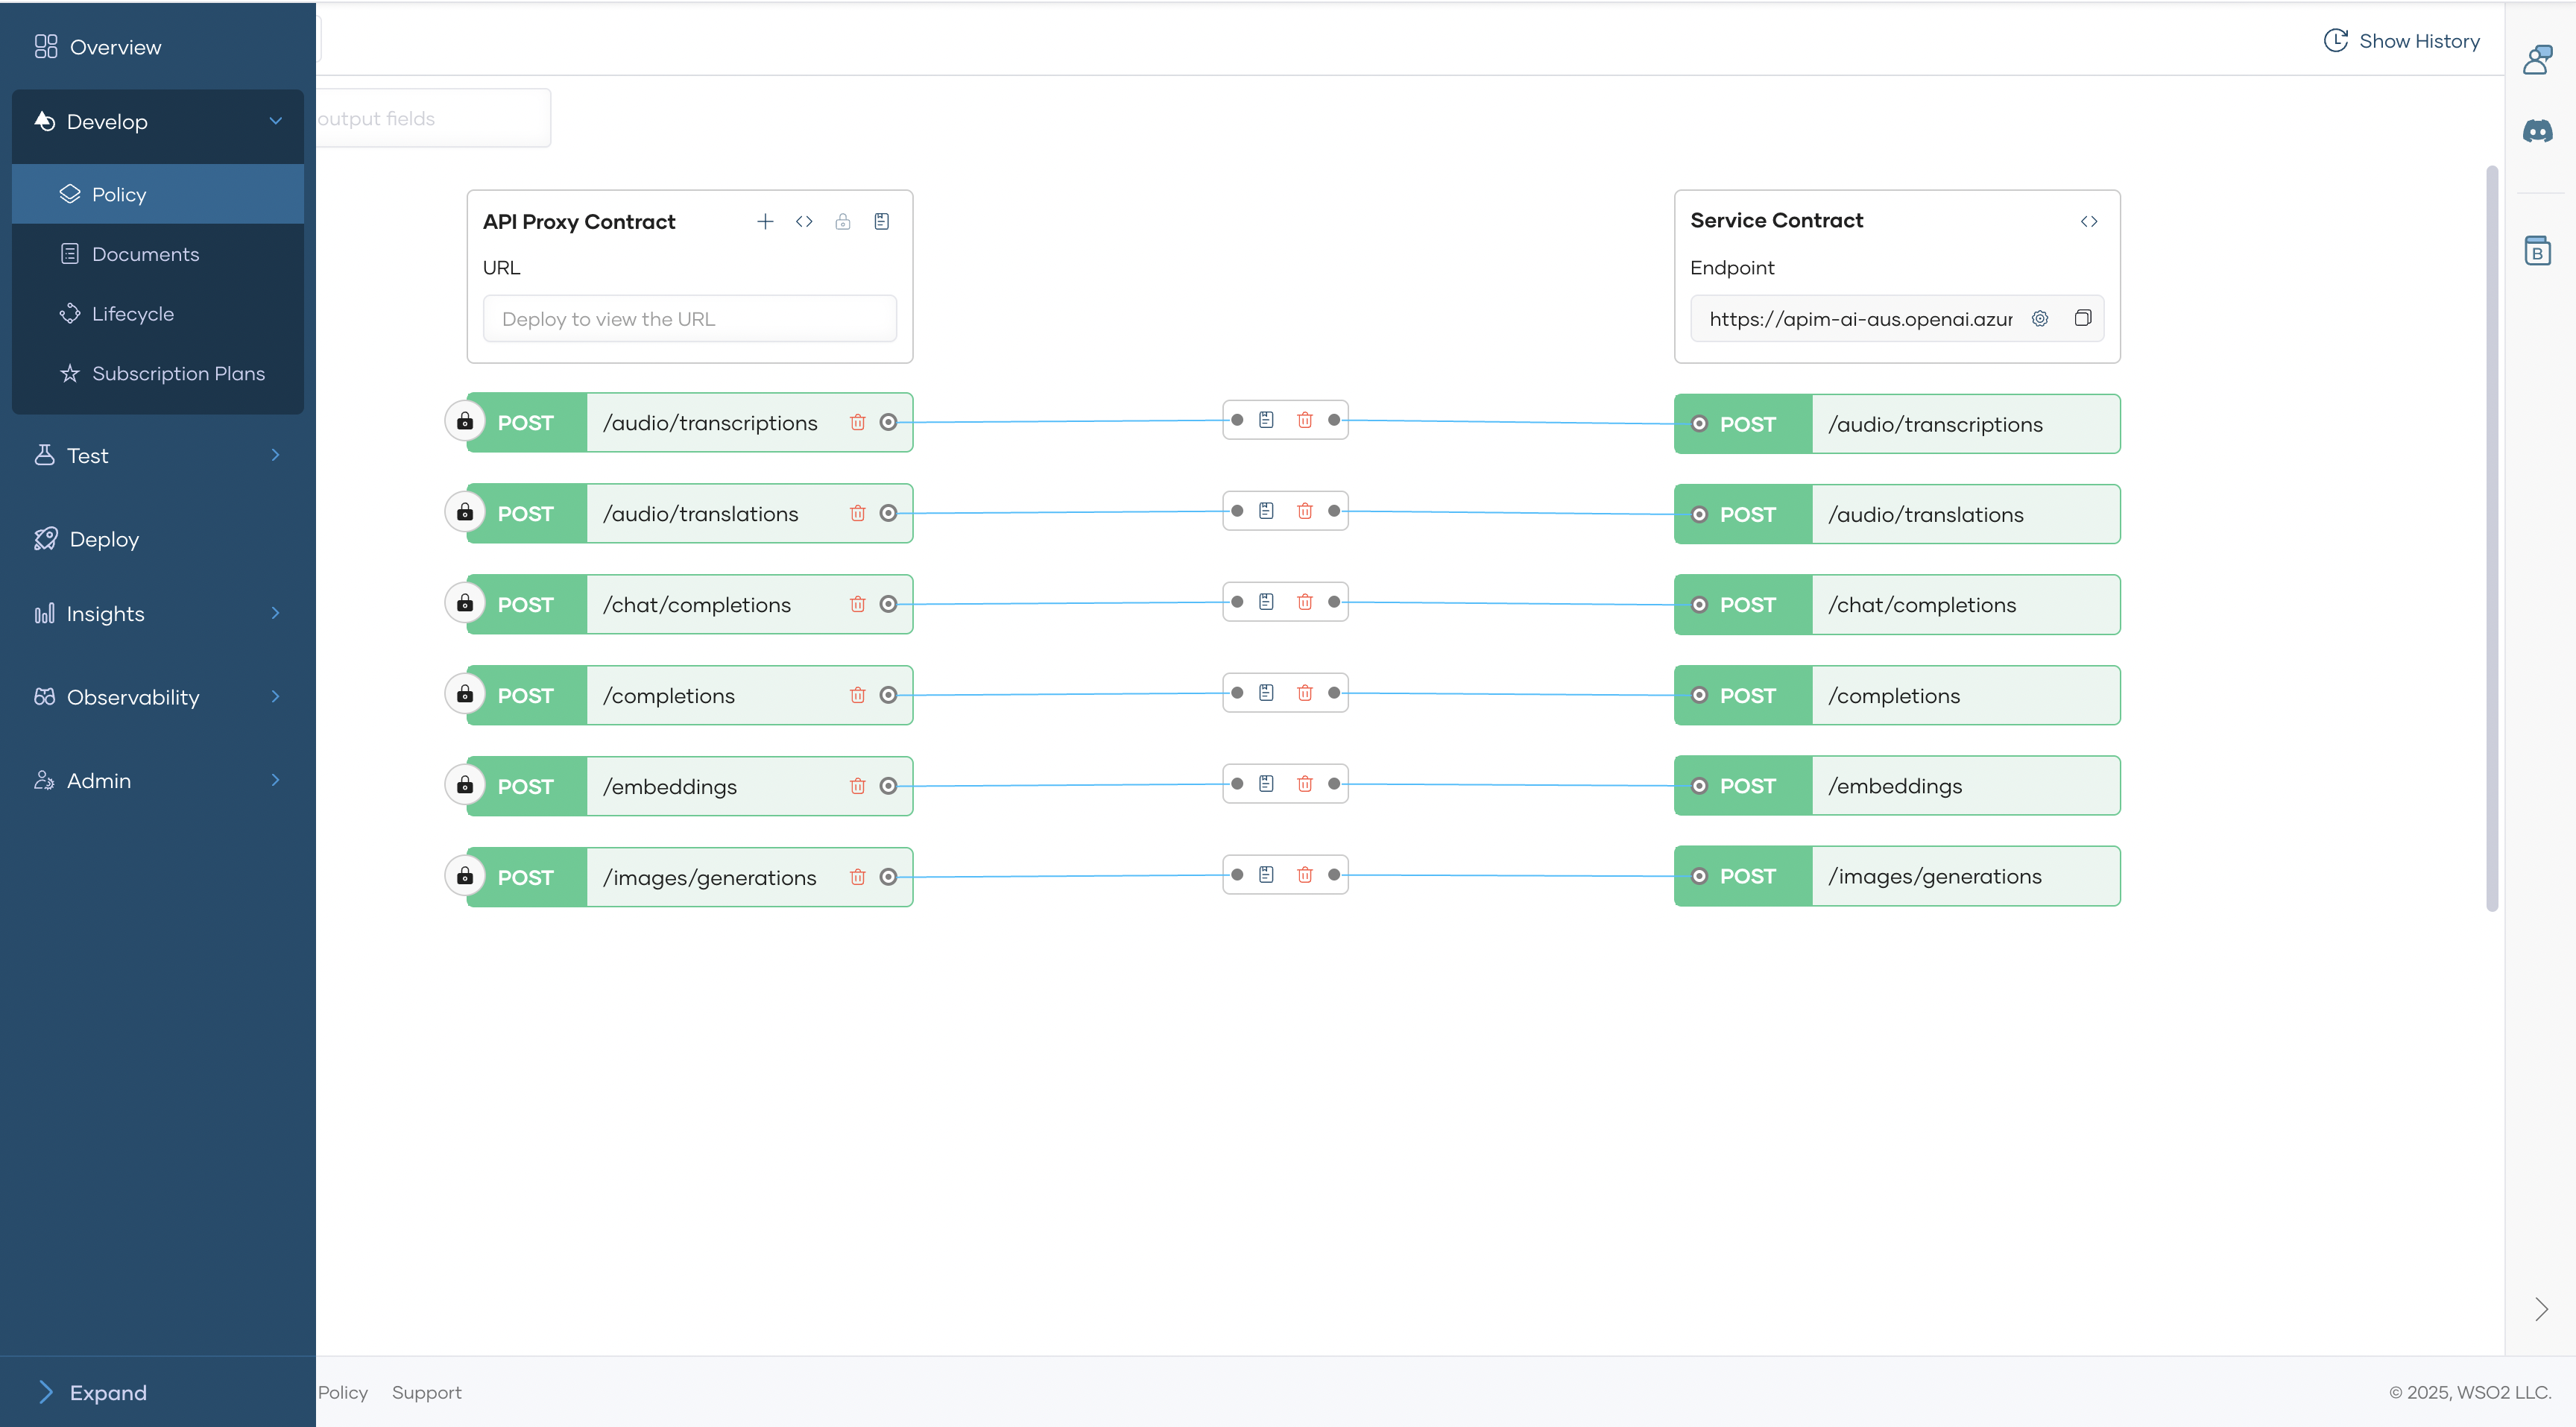 Overview
Develop
Policy
Documents
Lifecycle
Subscription Plans
Test
Deploy
Insights
Observability
Admin
Expand
Show History
output fields
API Proxy Contract
URL
Deploy to view the URL
POST /audio/transcriptions
POST /audio/translations
POST /chat/completions
POST /completions
POST /embeddings
POST /images/generations
Service Contract
Endpoint
https://apim-ai-aus.openai.azur
POST /audio/transcriptions
POST /audio/translations
POST /chat/completions
POST /completions
POST /embeddings
POST /images/generations
B
Policy Support
© 2025, WSO2 LLC.